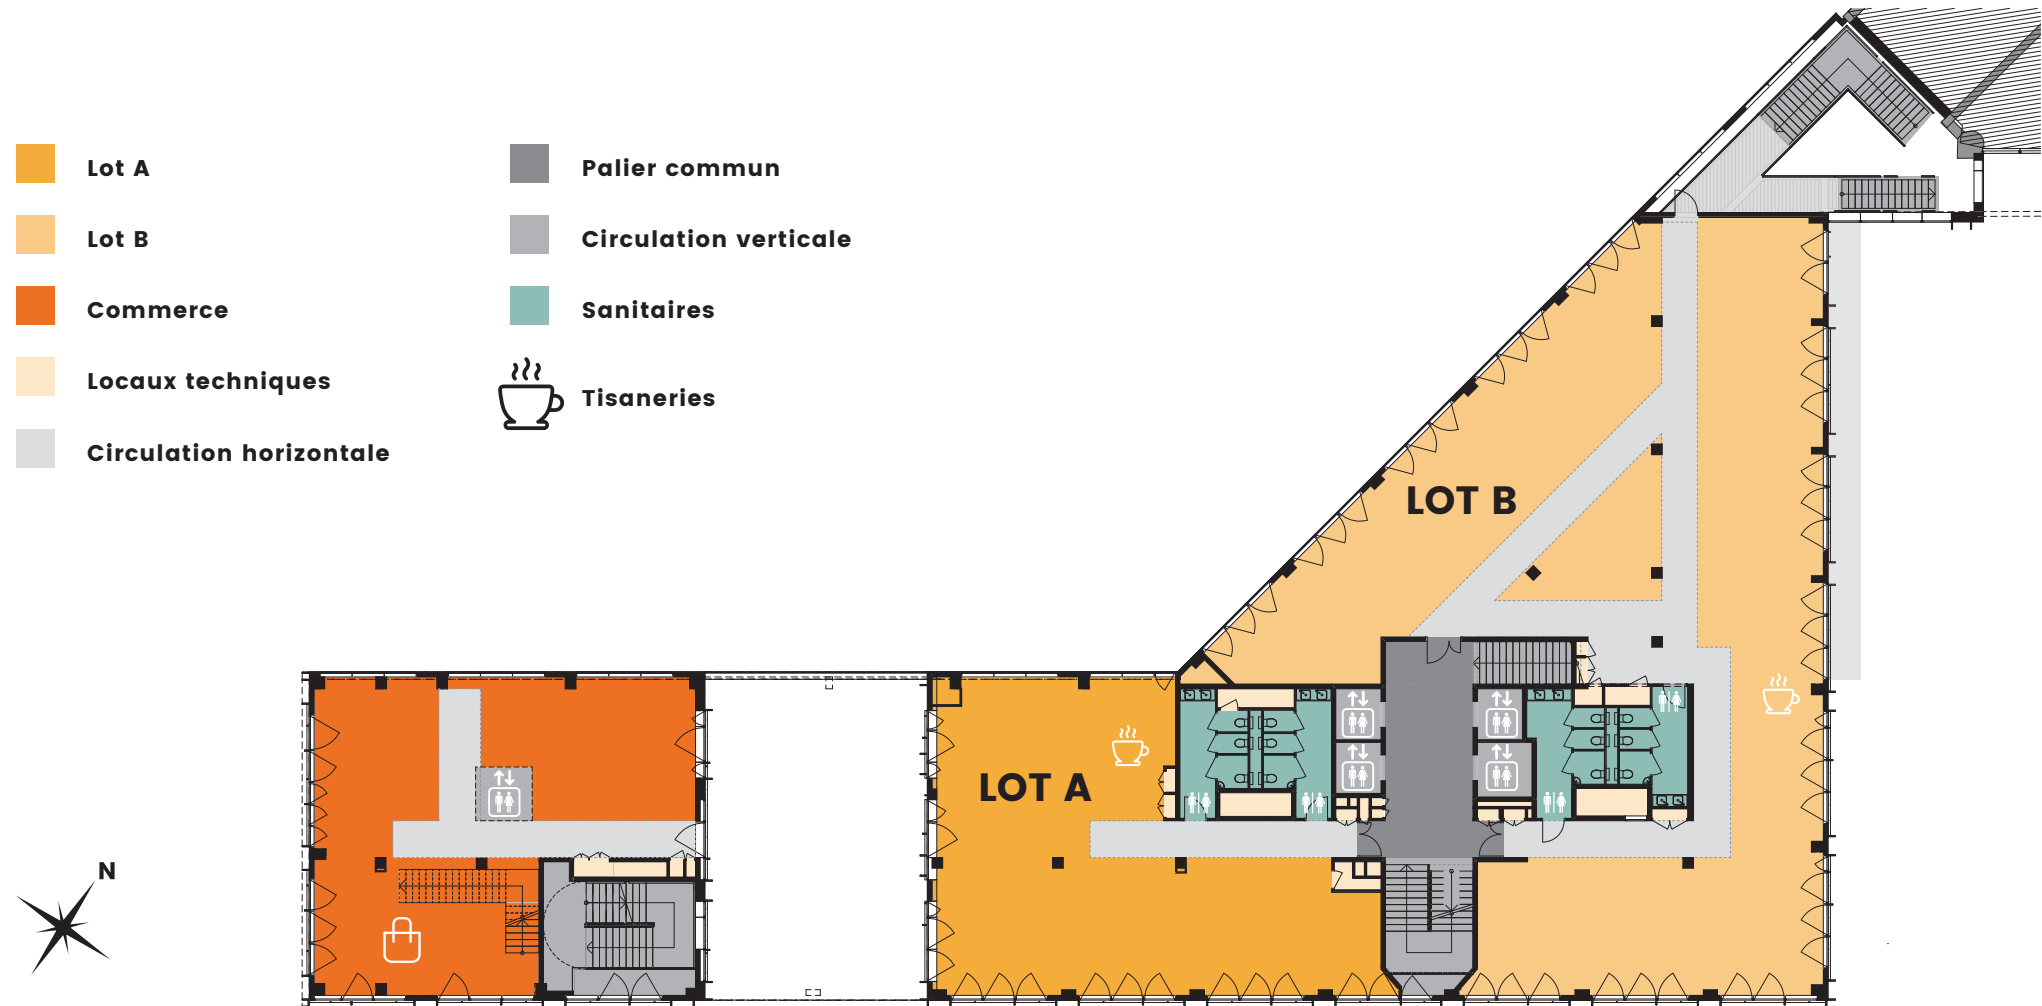 Lot A
Lot B
Commerce
Locaux techniques
Circulation horizontale
Palier commun
Circulation verticale
Sanitaires
Tisaneries
LOT B
LOT A
N